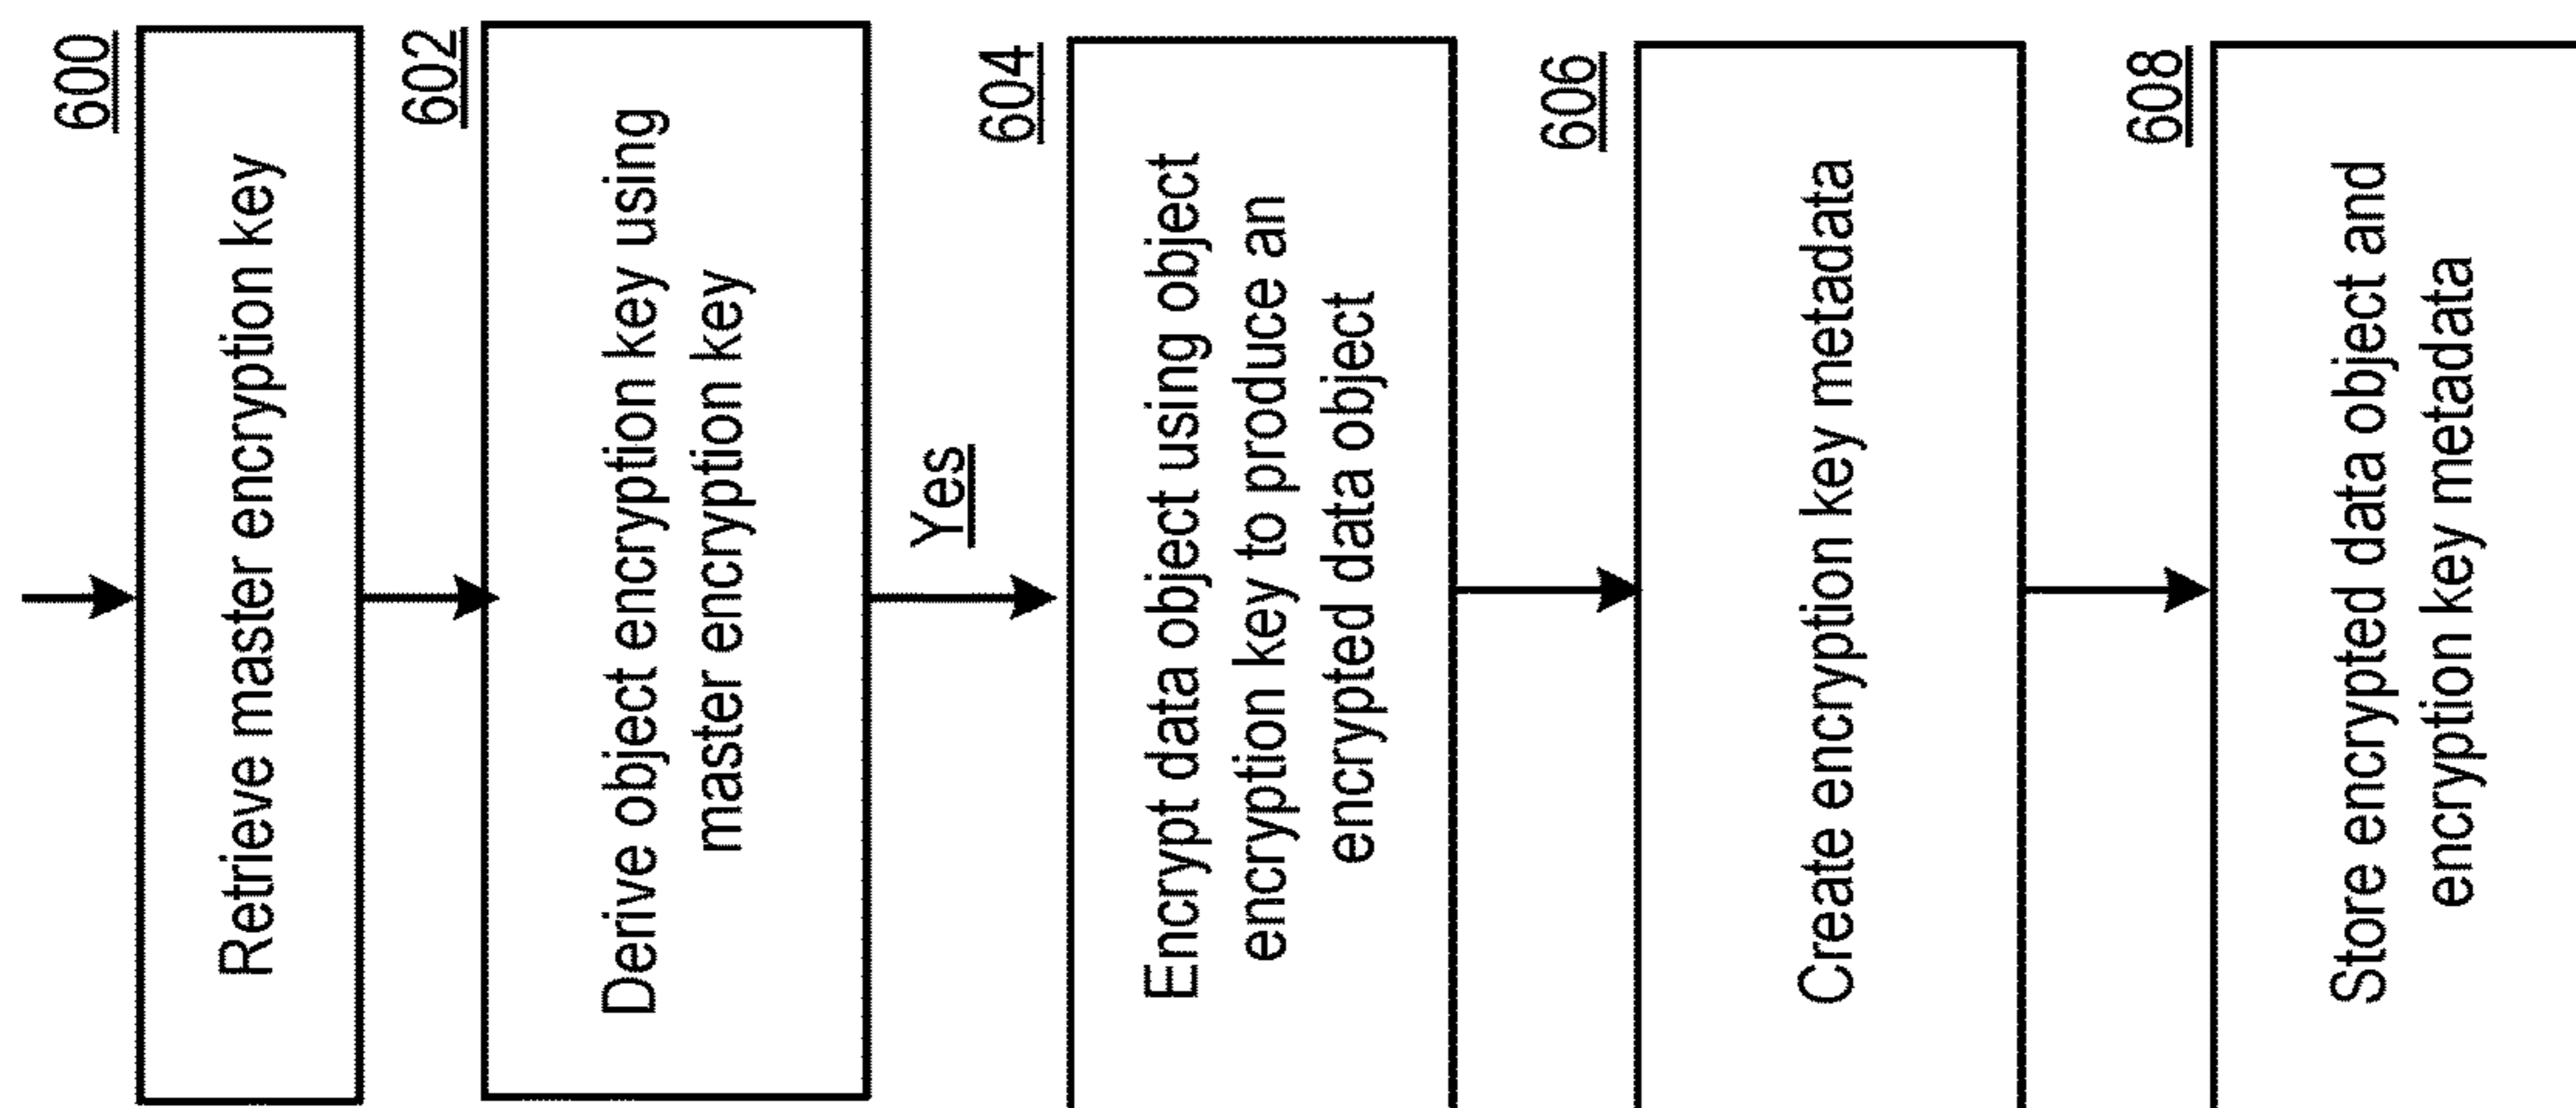 600
Retrieve master encryption key
602
Derive object encryption key using
master encryption key
Yes
604
Encrypt data object using object
encryption key to produce an
encrypted data object
606
Create encryption key metadata
608
Store encrypted data object and
encryption key metadata